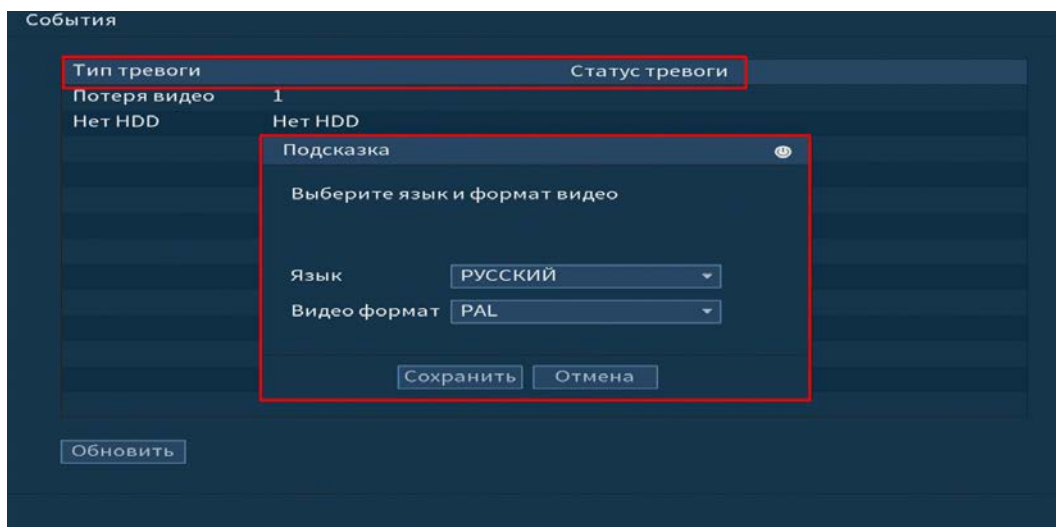 События
Тип тревоги Статус тревоги
Потеря видео 1
Нет HDD Нет HDD
Подсказка
Выберите язык и формат видео
Язык РУССКИЙ
Видео формат PAL
Сохранить Отмена
Обновить